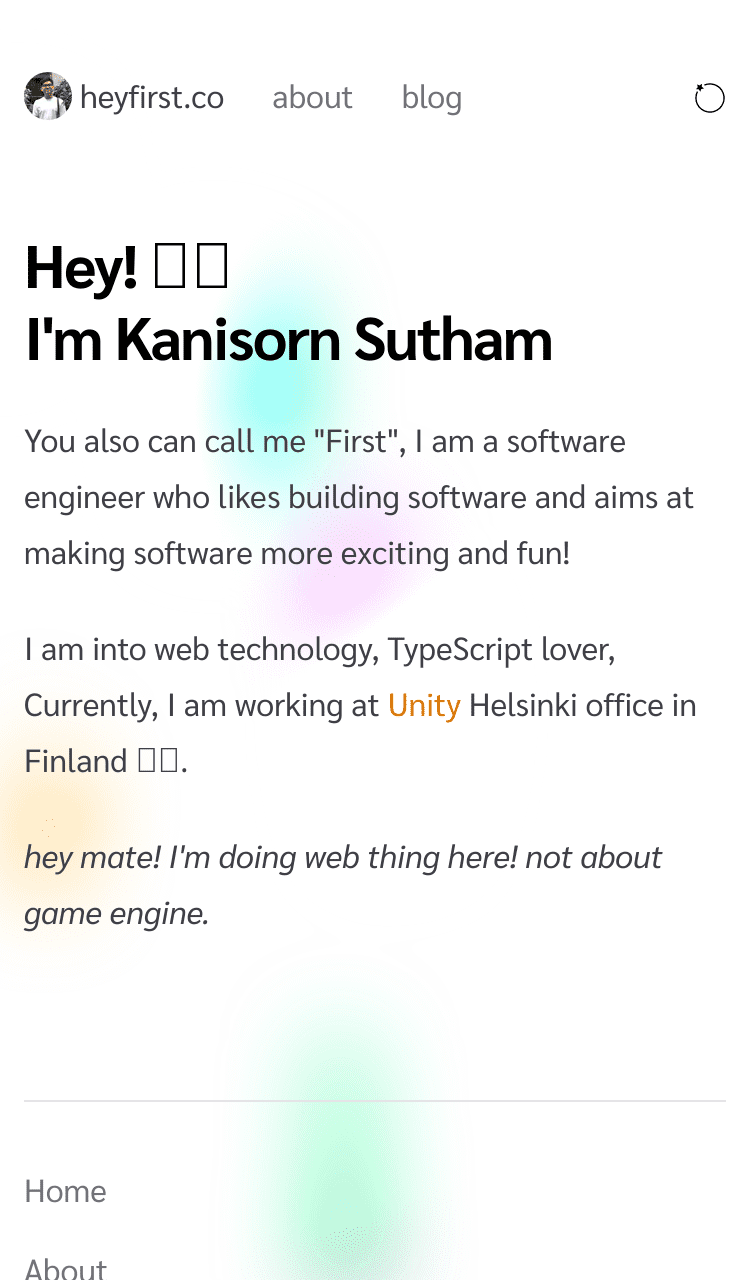 heyfirst.co about blog
Hey!
I'm Kanisorn Sutham
You also can call me "First", I am a software
engineer who likes building software and aims at
making software more exciting and fun!
I am into web technology, TypeScript lover,
Currently, I am working at Unity Helsinki office in
Finland .
hey mate! I'm doing web thing here! not about
game engine.
Home
About